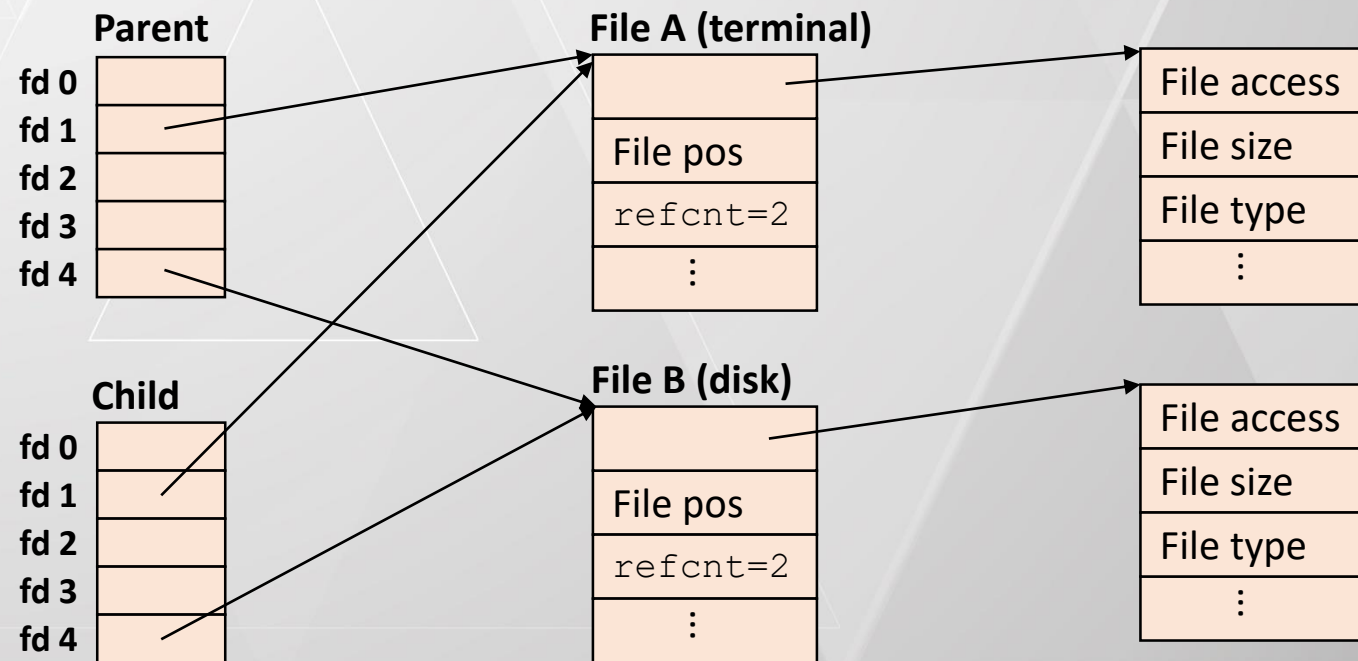 Parent
fd 0
fd 1
fd 2
fd 3
fd 4
Child
fd 0
fd 1
fd 2
fd 3
fd 4
File A (terminal)
File pos
refcnt=2
⋮
File B (disk)
File pos
refcnt=2
⋮
File access
File size
File type
⋮
File access
File size
File type
⋮